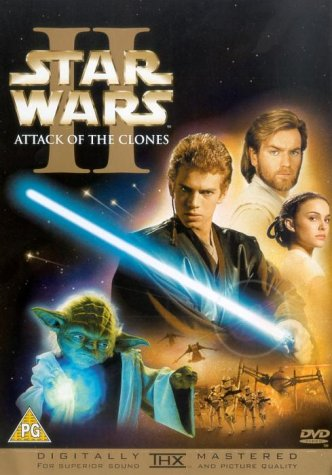 II
STAR
WARS
ATTACK OF THE CLONES
PG
DIGITALLY THX MASTERED
FOR SUPERIOR SOUND AND PICTURE QUALITY
DVD